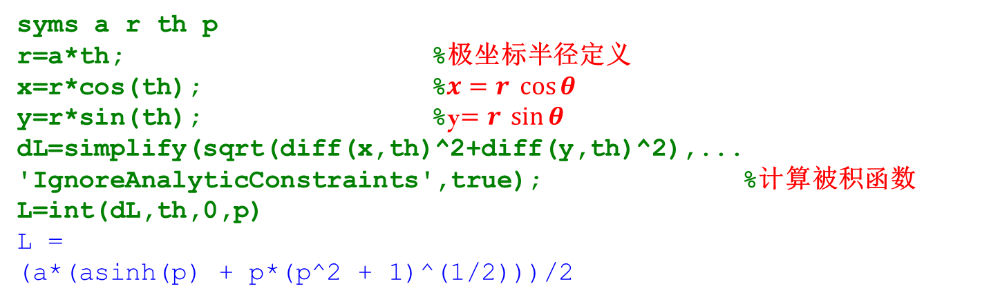 syms a r th p
r=a*th; %极坐标半径定义
x=r*cos(th); %x = r cosθ
y=r*sin(th); %y= r sinθ
dL=simplify(sqrt(diff(x,th)^2+diff(y,th)^2),...
'IgnoreAnalyticConstraints',true); %计算被积函数
L=int(dL,th,0,p)
L =
(a*(asinh(p) + p*(p^2 + 1)^(1/2)))/2